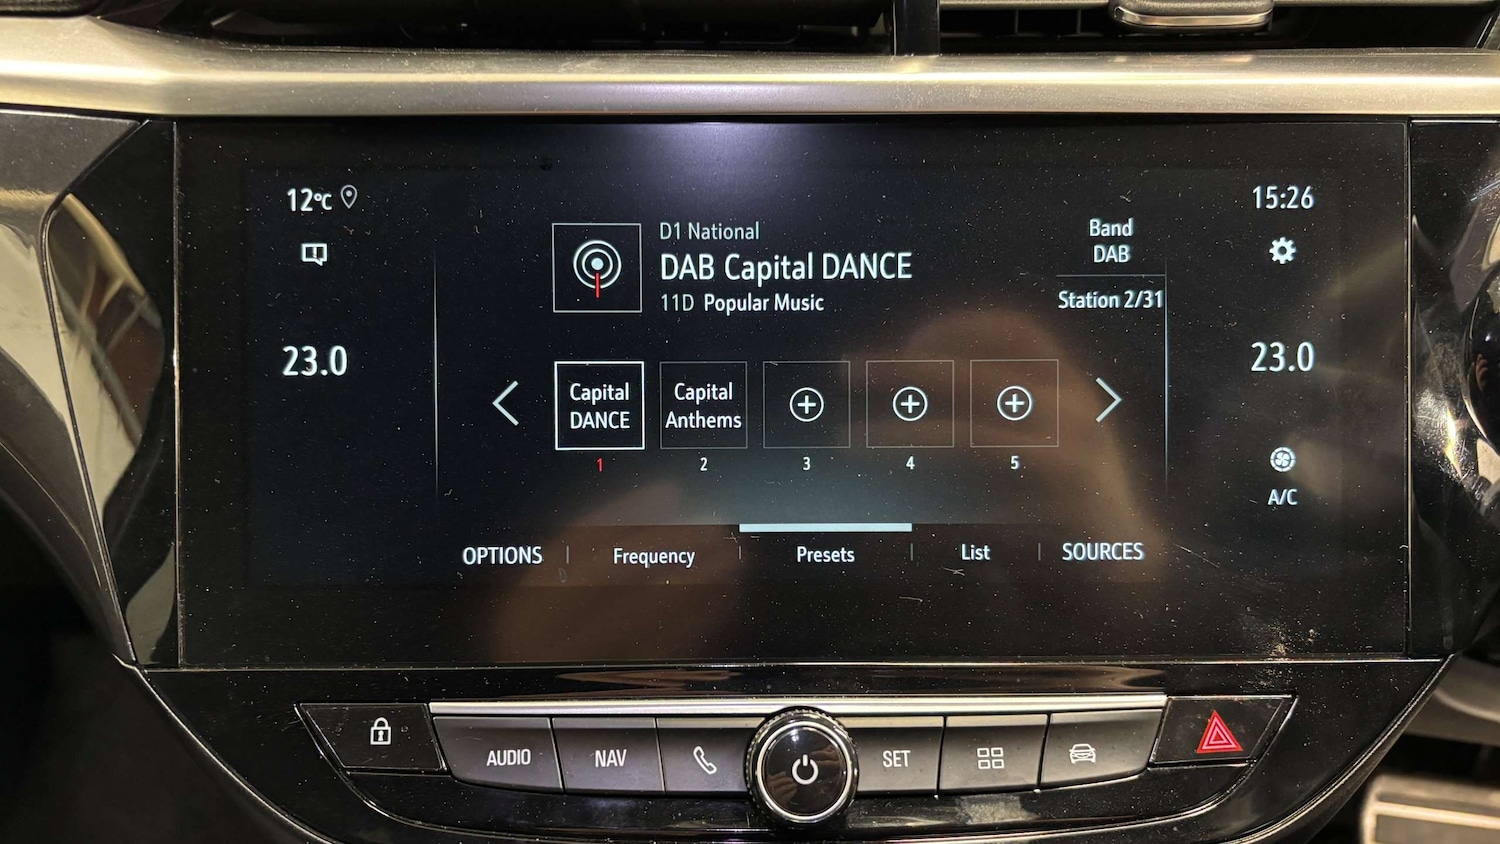 12°C
15:26
D1 National
DAB Capital DANCE
11D Popular Music
Band
DAB
Station 2/31
23.0
23.0
Capital
DANCE
Capital
Anthems
1
2
3
4
5
A/C
OPTIONS
Frequency
Presets
List
SOURCES
AUDIO
NAV
SET